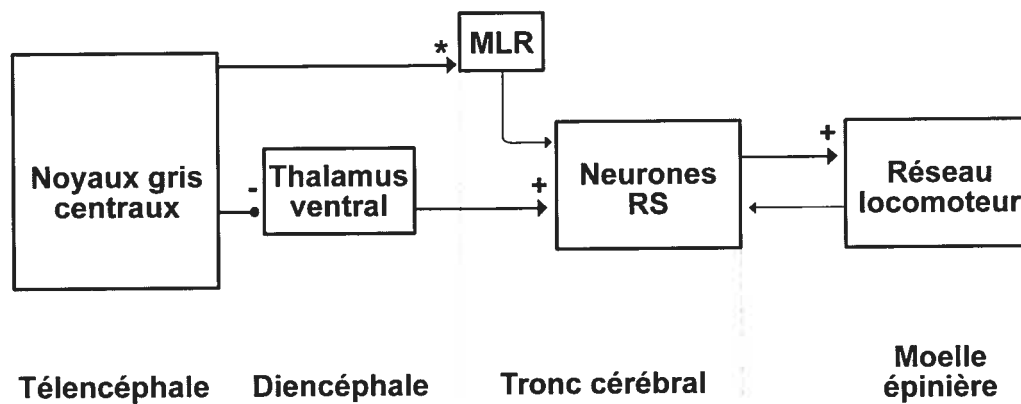 *
MLR
Noyaux gris
centraux
-
Thalamus
ventral
+
Neurones
RS
+
Réseau
locomoteur
Télencéphale
Diencéphale
Tronc cérébral
Moelle
épinière